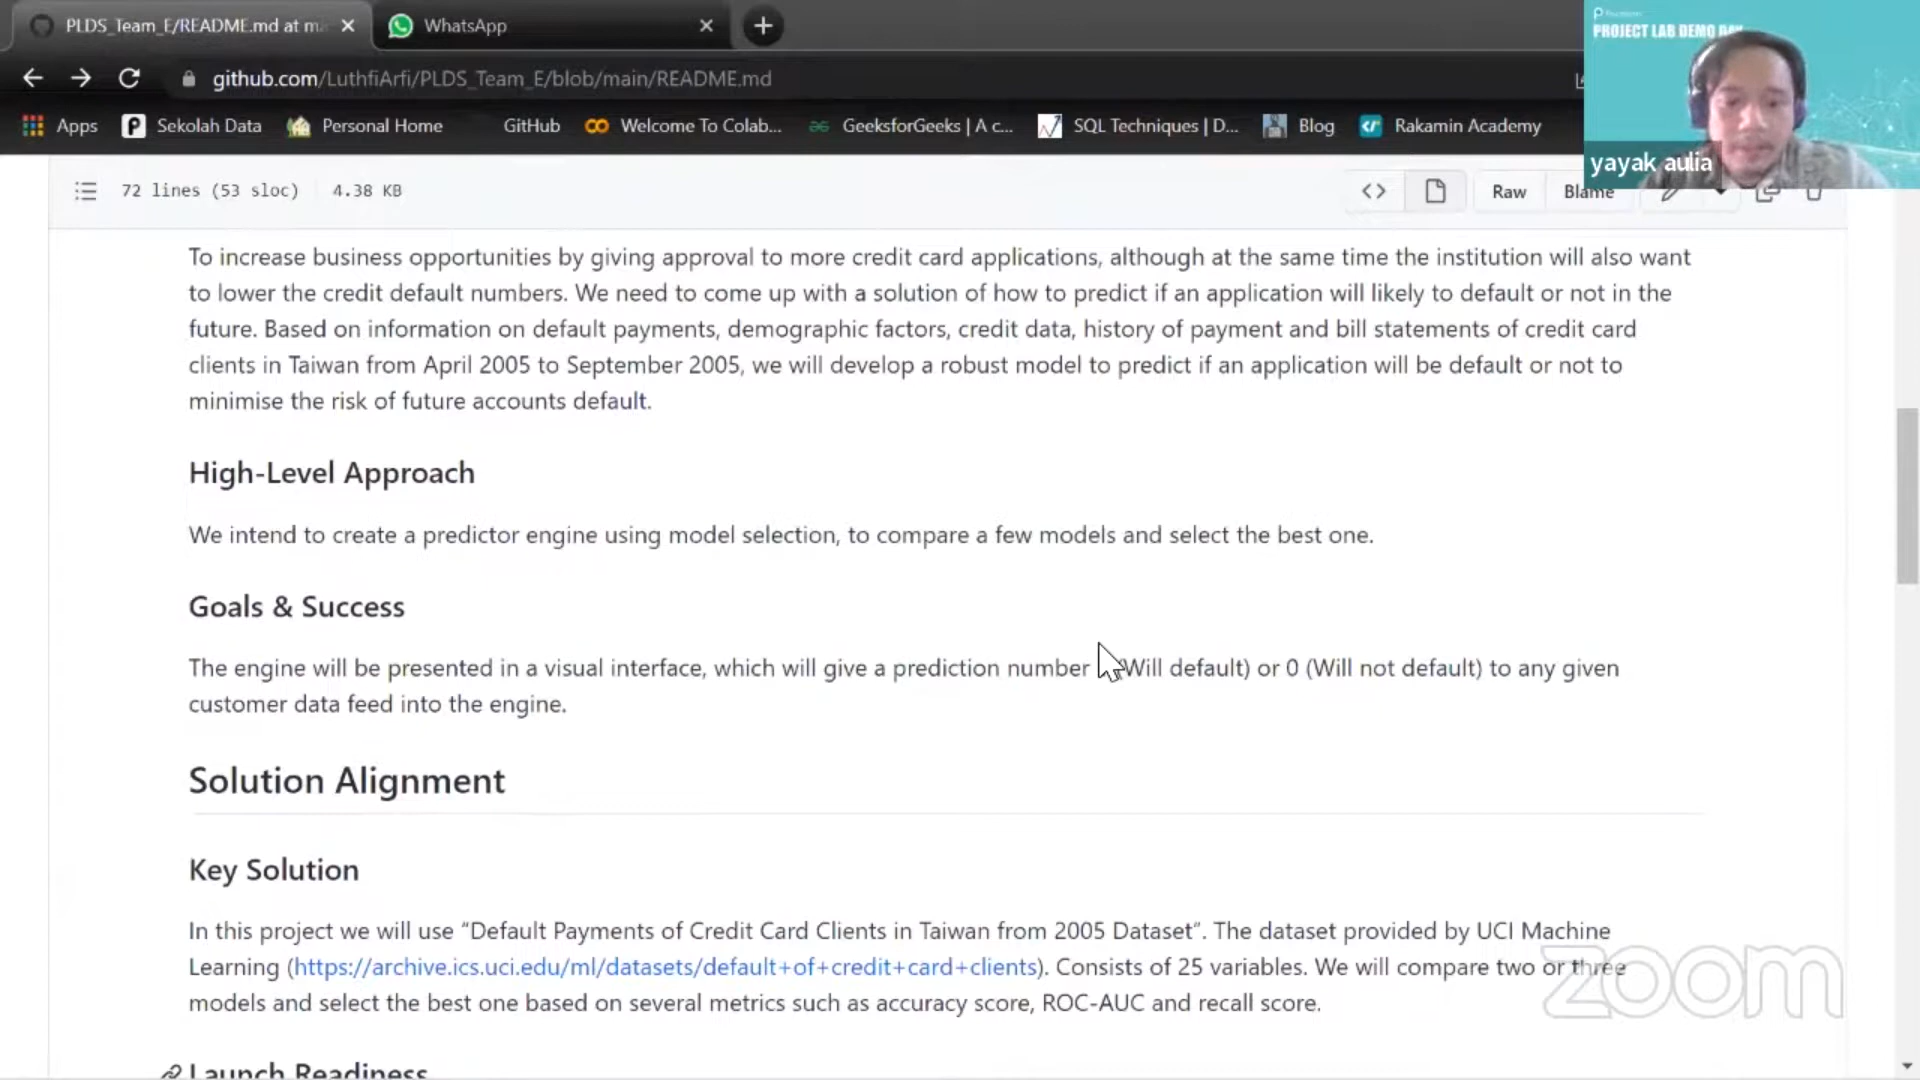 PLDS_Team_E/README.md at m
WhatsApp
github.com/LuthfiArfi/PLDS_Team_E/blob/main/README.md
Apps
Sekolah Data
Personal Home
GitHub
Welcome To Colab...
GeeksforGeeks | A c...
SQL Techniques | D...
Blog
Rakamin Academy
PROJECT LAB DEMO DAY
yayak aulia
72 lines (53 sloc)
4.38 KB
Raw
Blame
To increase business opportunities by giving approval to more credit card applications, although at the same time the institution will also want
to lower the credit default numbers. We need to come up with a solution of how to predict if an application will likely to default or not in the
future. Based on information on default payments, demographic factors, credit data, history of payment and bill statements of credit card
clients in Taiwan from April 2005 to September 2005, we will develop a robust model to predict if an application will be default or not to
minimise the risk of future accounts default.
High-Level Approach
We intend to create a predictor engine using model selection, to compare a few models and select the best one.
Goals & Success
The engine will be presented in a visual interface, which will give a prediction number (Will default) or 0 (Will not default) to any given
customer data feed into the engine.
Solution Alignment
Key Solution
In this project we will use “Default Payments of Credit Card Clients in Taiwan from 2005 Dataset”. The dataset provided by UCI Machine
Learning (https://archive.ics.uci.edu/ml/datasets/default+of+credit+card+clients). Consists of 25 variables. We will compare two or three
models and select the best one based on several metrics such as accuracy score, ROC-AUC and recall score.
zoom
Launch Readiness